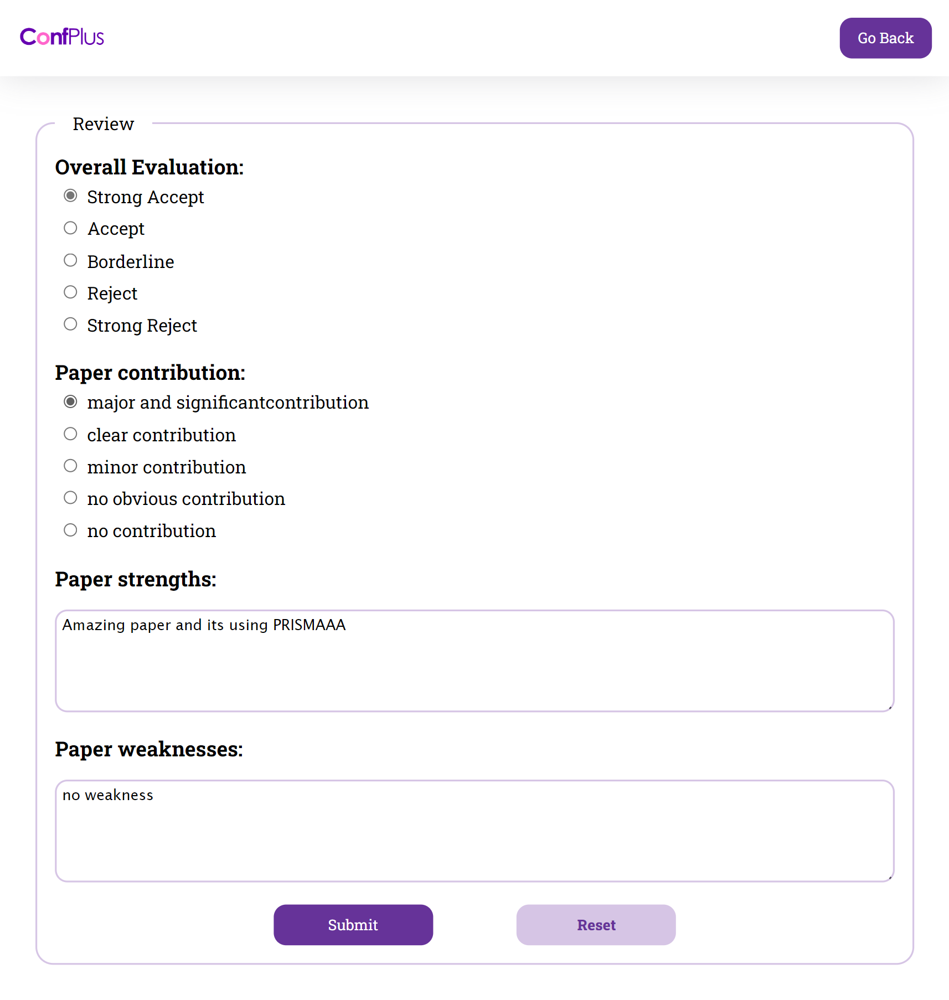 ConfPlus
Go Back
Review
Overall Evaluation:
Strong Accept
Accept
Borderline
Reject
Strong Reject
Paper contribution:
major and significantcontribution
clear contribution
minor contribution
no obvious contribution
no contribution
Paper strengths:
Amazing paper and its using PRISMAAA
Paper weaknesses:
no weakness
Submit
Reset